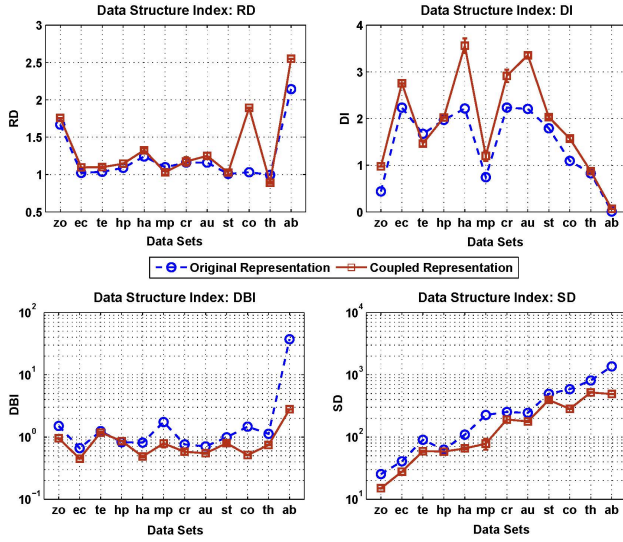 Data Structure Index: RD
3
2.5
2
1.5
1
0.5
RD
zo ec te hp ha mp cr au st co th ab
Data Sets
Data Structure Index: DI
4
3
2
1
0
DI
zo ec te hp ha mp cr au st co th ab
Data Sets
Original Representation Coupled Representation
Data Structure Index: DBI
10^2
10^1
10^0
10^-1
DBI
zo ec te hp ha mp cr au st co th ab
Data Sets
Data Structure Index: SD
10^4
10^3
10^2
10^1
SD
zo ec te hp ha mp cr au st co th ab
Data Sets